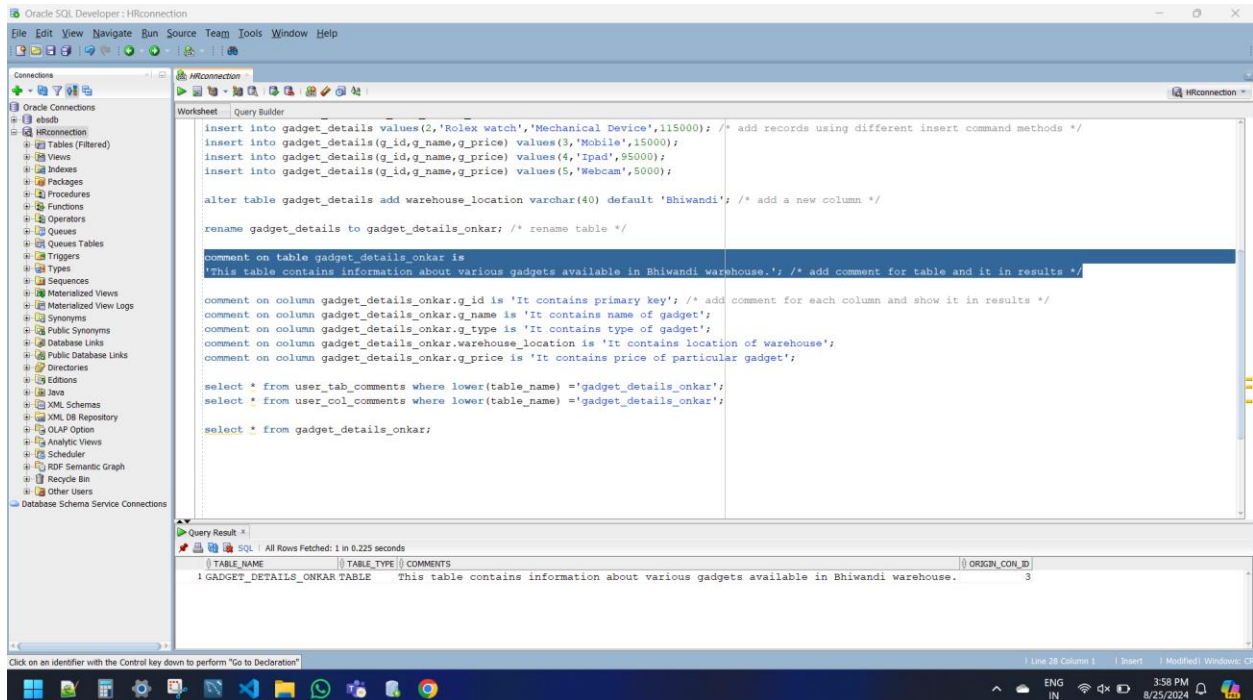 Oracle SQL Developer : HRconnection
File Edit View Navigate Run Source Team Tools Window Help
Connections
HRconnection
HRconnection
Oracle Connections
ebsdb
HRconnection
Tables (Filtered)
Views
Indexes
Packages
Procedures
Functions
Operators
Queues
Queues Tables
Triggers
Types
Sequences
Materialized Views
Materialized View Logs
Synonyms
Public Synonyms
Database Links
Public Database Links
Directories
Editions
Java
XML Schemas
XML DB Repository
OLAP Option
Analytic Views
Scheduler
RDF Semantic Graph
Recycle Bin
Other Users
Database Schema Service Connections
Worksheet Query Builder
insert into gadget_details values(2,'Rolex watch','Mechanical Device',115000); /* add records using different insert command methods */
insert into gadget_details(g_id,g_name,g_price) values(3,'Mobile',15000);
insert into gadget_details(g_id,g_name,g_price) values(4,'Ipad',95000);
insert into gadget_details(g_id,g_name,g_price) values(5,'Webcam',5000);
alter table gadget_details add warehouse_location varchar(40) default 'Bhiwandi'; /* add a new column */
rename gadget_details to gadget_details_onkar; /* rename table */
comment on table gadget_details_onkar is
'This table contains information about various gadgets available in Bhiwandi warehouse.'; /* add comment for table and it in results */
comment on column gadget_details_onkar.g_id is 'It contains primary key'; /* add comment for each column and show it in results */
comment on column gadget_details_onkar.g_name is 'It contains name of gadget';
comment on column gadget_details_onkar.g_type is 'It contains type of gadget';
comment on column gadget_details_onkar.warehouse_location is 'It contains location of warehouse';
comment on column gadget_details_onkar.g_price is 'It contains price of particular gadget';
select * from user_tab_comments where lower(table_name) ='gadget_details_onkar';
select * from user_col_comments where lower(table_name) ='gadget_details_onkar';
select * from gadget_details_onkar;
Query Result
SQL | All Rows Fetched: 1 in 0.225 seconds
TABLE_NAME TABLE_TYPE COMMENTS ORIGIN_CON_ID
1 GADGET_DETAILS_ONKAR TABLE This table contains information about various gadgets available in Bhiwandi warehouse. 3
Click on an identifier with the Control key down to perform "Go to Declaration"
Line 28 Column 1 | Insert | Modified | Windows: CF
ENG
IN
3:58 PM
8/25/2024